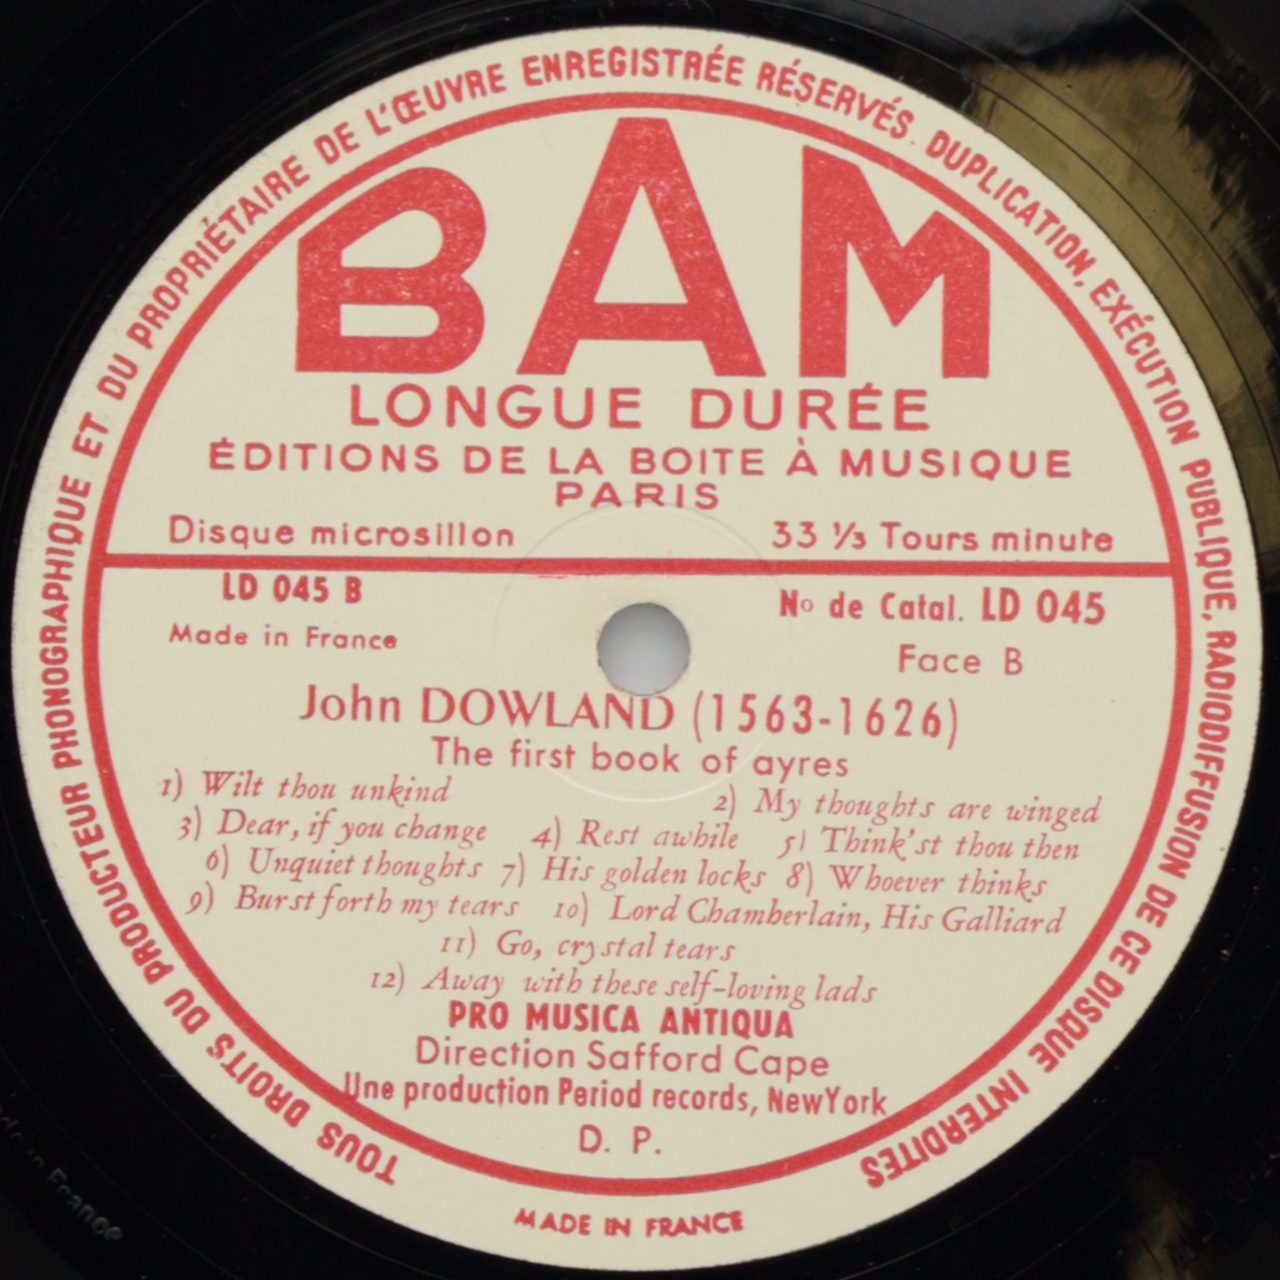 TOUS DROITS DU PRODUCTEUR PHONOGRAPHIQUE ET DU PROPRIÉTAIRE DE L'ŒUVRE ENREGISTRÉE RÉSERVÉS. DUPLICATION, EXÉCUTION PUBLIQUE, RADIODIFFUSION DE CE DISQUE INTERDITES
BAM
LONGUE DURÉE
ÉDITIONS DE LA BOITE À MUSIQUE
PARIS
Disque microsillon 33 ⅓ Tours minute
LD 045 B Nº de Catal. LD 045
Made in France Face B
John DOWLAND (1563-1626)
The first book of ayres
1) Wilt thou unkind 2) My thoughts are winged
3) Dear, if you change 4) Rest awhile 5) Think'st thou then
6) Unquiet thoughts 7) His golden locks 8) Whoever thinks
9) Burst forth my tears 10) Lord Chamberlain, His Galliard
11) Go, crystal tears
12) Away with these self-loving lads
PRO MUSICA ANTIQUA
Direction Safford Cape
Une production Period records, NewYork
D. P.
MADE IN FRANCE